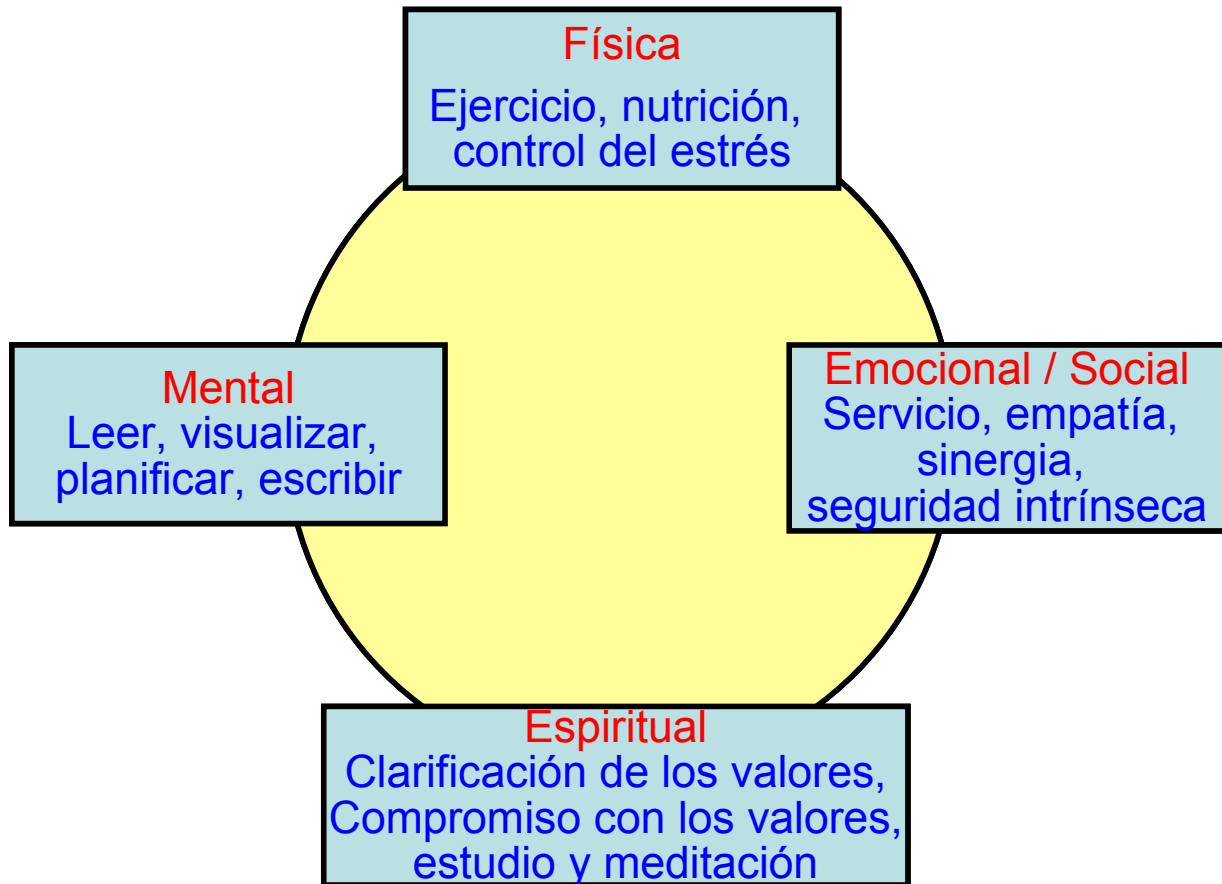 Física
Ejercicio, nutrición,
control del estrés
Mental
Leer, visualizar,
planificar, escribir
Emocional / Social
Servicio, empatía,
sinergia,
seguridad intrínseca
Espiritual
Clarificación de los valores,
Compromiso con los valores,
estudio y meditación